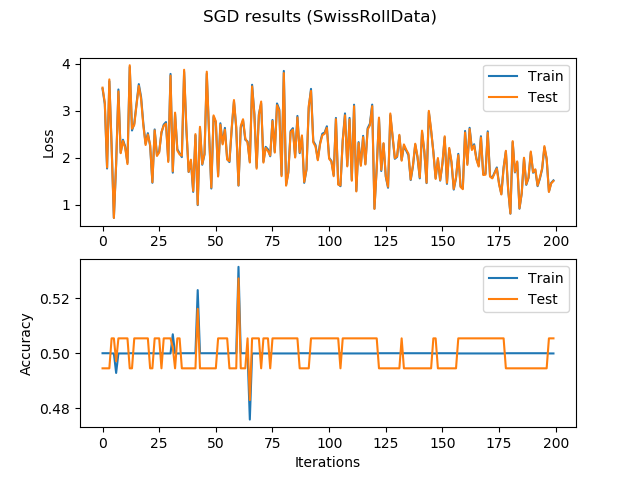 SGD results (SwissRollData)
4
3
2
1
Loss
Train
Test
0 25 50 75 100 125 150 175 200
0.52
0.50
0.48
Accuracy
Train
Test
0 25 50 75 100 125 150 175 200
Iterations